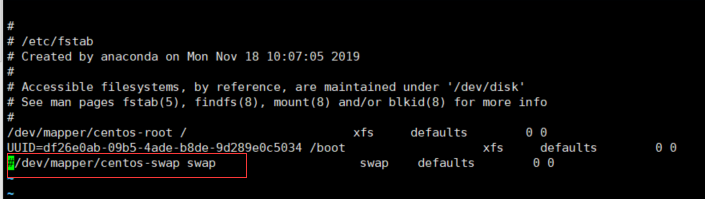 #
# /etc/fstab
# Created by anaconda on Mon Nov 18 10:07:05 2019
#
# Accessible filesystems, by reference, are maintained under '/dev/disk'
# See man pages fstab(5), findfs(8), mount(8) and/or blkid(8) for more info
#
/dev/mapper/centos-root / xfs defaults 0 0
UUID=df26e0ab-09b5-4ade-b8de-9d289e0c5034 /boot xfs defaults 0 0
#/dev/mapper/centos-swap swap swap defaults 0 0
~
~